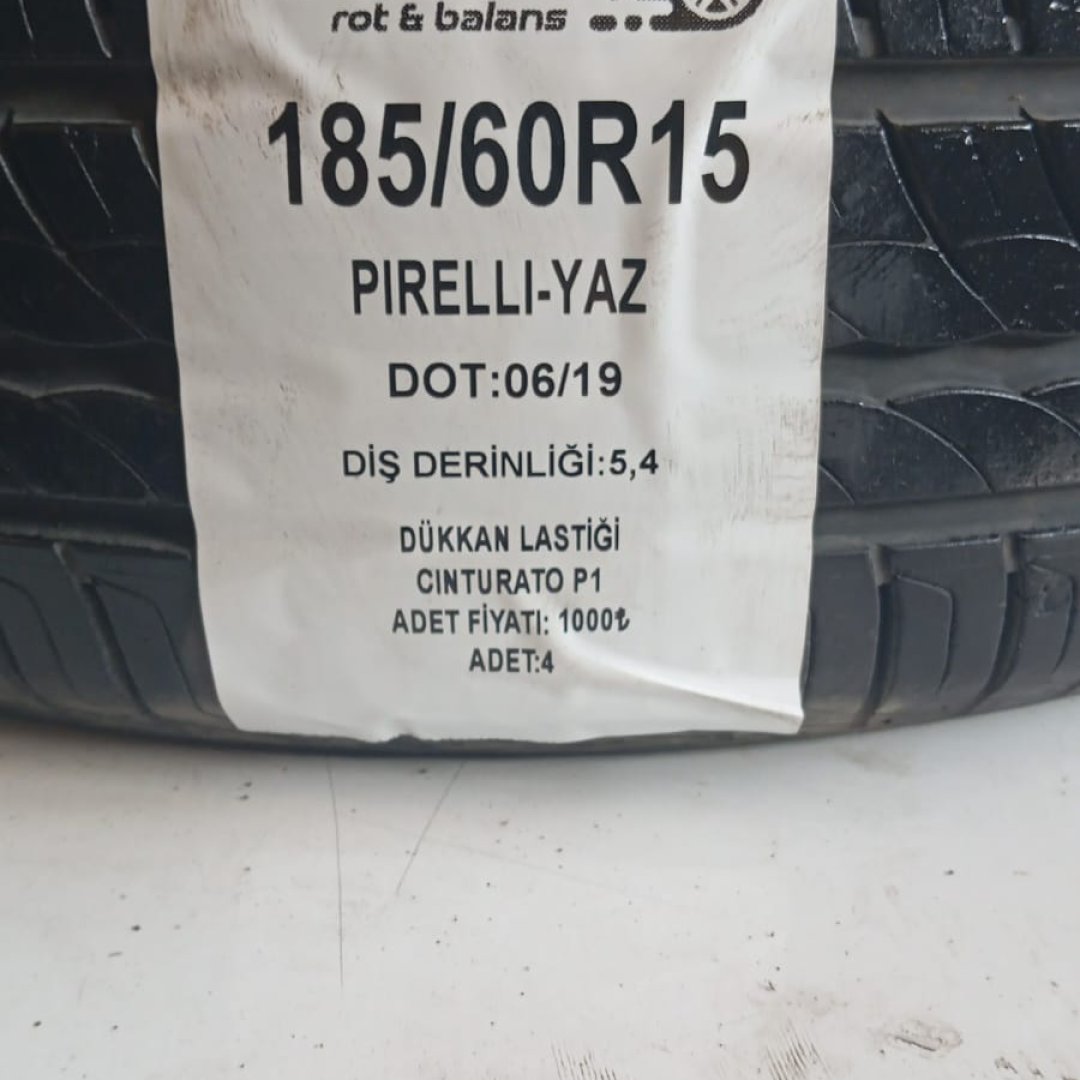 rot & balans
185/60R15
PIRELLI-YAZ
DOT:06/19
DİŞ DERİNLİĞİ:5,4
DÜKKAN LASTİĞİ
CINTURATO P1
ADET FİYATI: 1000₺
ADET:4